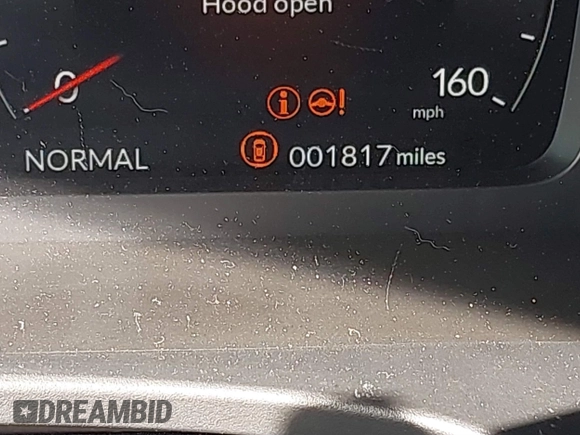 Hood open
0
160
mph
i !
NORMAL
001817 miles
DREAMBID